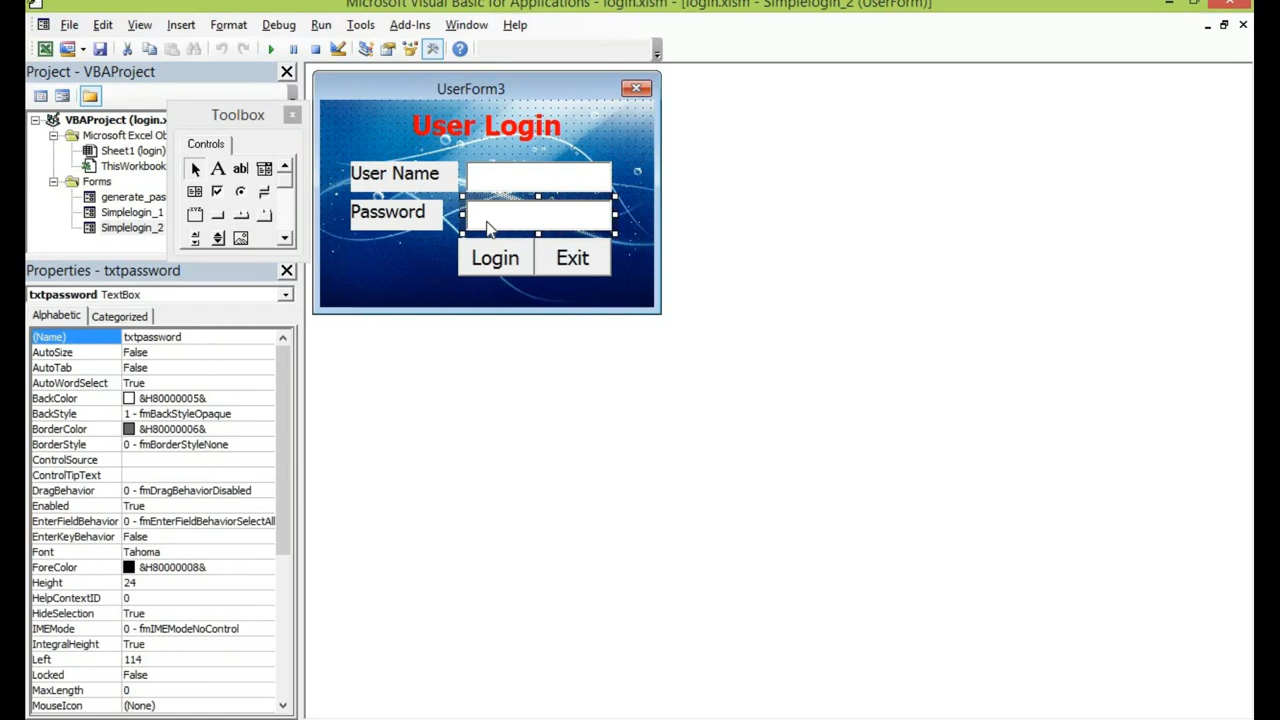 Microsoft Visual Basic for Applications - login.xlsm - [login.xlsm - Simplelogin_2 (UserForm)]
File Edit View Insert Format Debug Run Tools Add-Ins Window Help
Project - VBAProject
Toolbox
Controls
A
ab|
VBAProject (login.x
Microsoft Excel Ob
Sheet1 (login)
ThisWorkbook
Forms
generate_pas
Simplelogin_1
Simplelogin_2
Properties - txtpassword
txtpassword TextBox
Alphabetic Categorized
(Name) txtpassword
AutoSize False
AutoTab False
AutoWordSelect True
BackColor &H80000005&
BackStyle 1 - fmBackStyleOpaque
BorderColor &H80000006&
BorderStyle 0 - fmBorderStyleNone
ControlSource
ControlTipText
DragBehavior 0 - fmDragBehaviorDisabled
Enabled True
EnterFieldBehavior 0 - fmEnterFieldBehaviorSelectAll
EnterKeyBehavior False
Font Tahoma
ForeColor &H80000008&
Height 24
HelpContextID 0
HideSelection True
IMEMode 0 - fmIMEModeNoControl
IntegralHeight True
Left 114
Locked False
MaxLength 0
MouseIcon (None)
UserForm3
User Login
User Name
Password
Login Exit